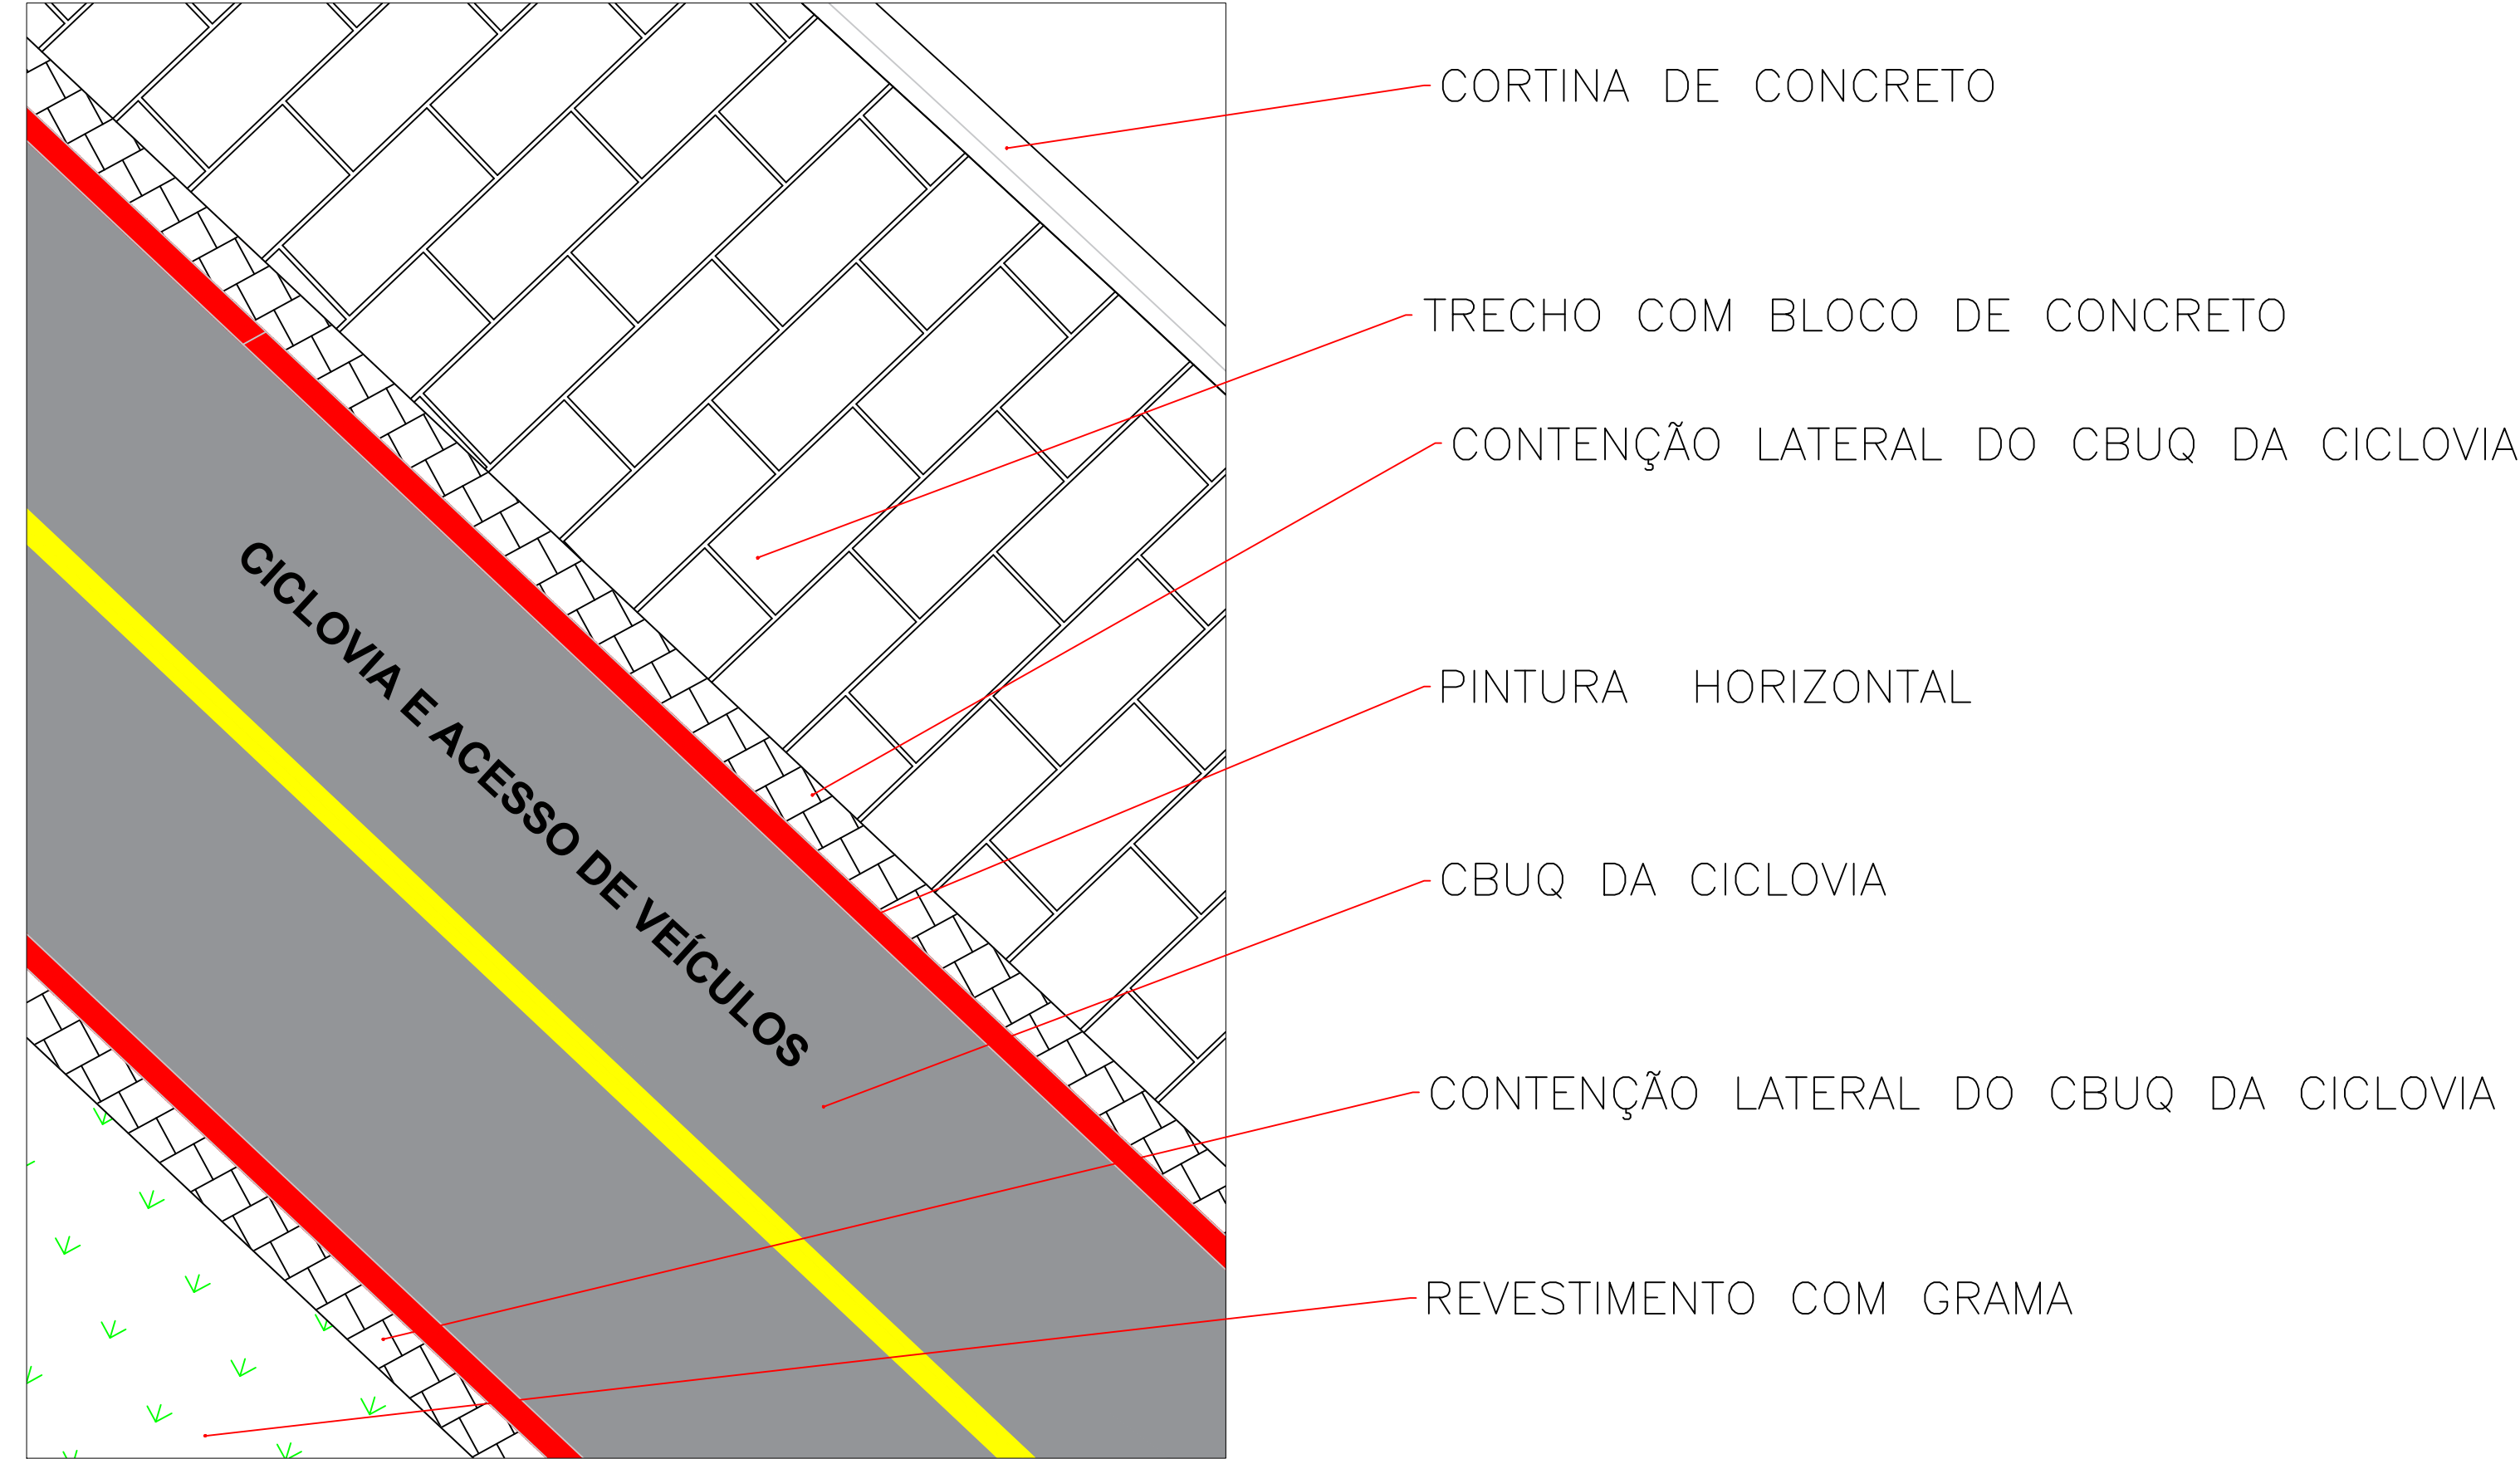 CORTINA DE CONCRETO
TRECHO COM BLOCO DE CONCRETO
CONTENÇÃO LATERAL DO CBUQ DA CICLOVIA
CICLOVIA E ACESSO DE VEÍCULOS
PINTURA HORIZONTAL
CBUQ DA CICLOVIA
CONTENÇÃO LATERAL DO CBUQ DA CICLOVIA
REVESTIMENTO COM GRAMA